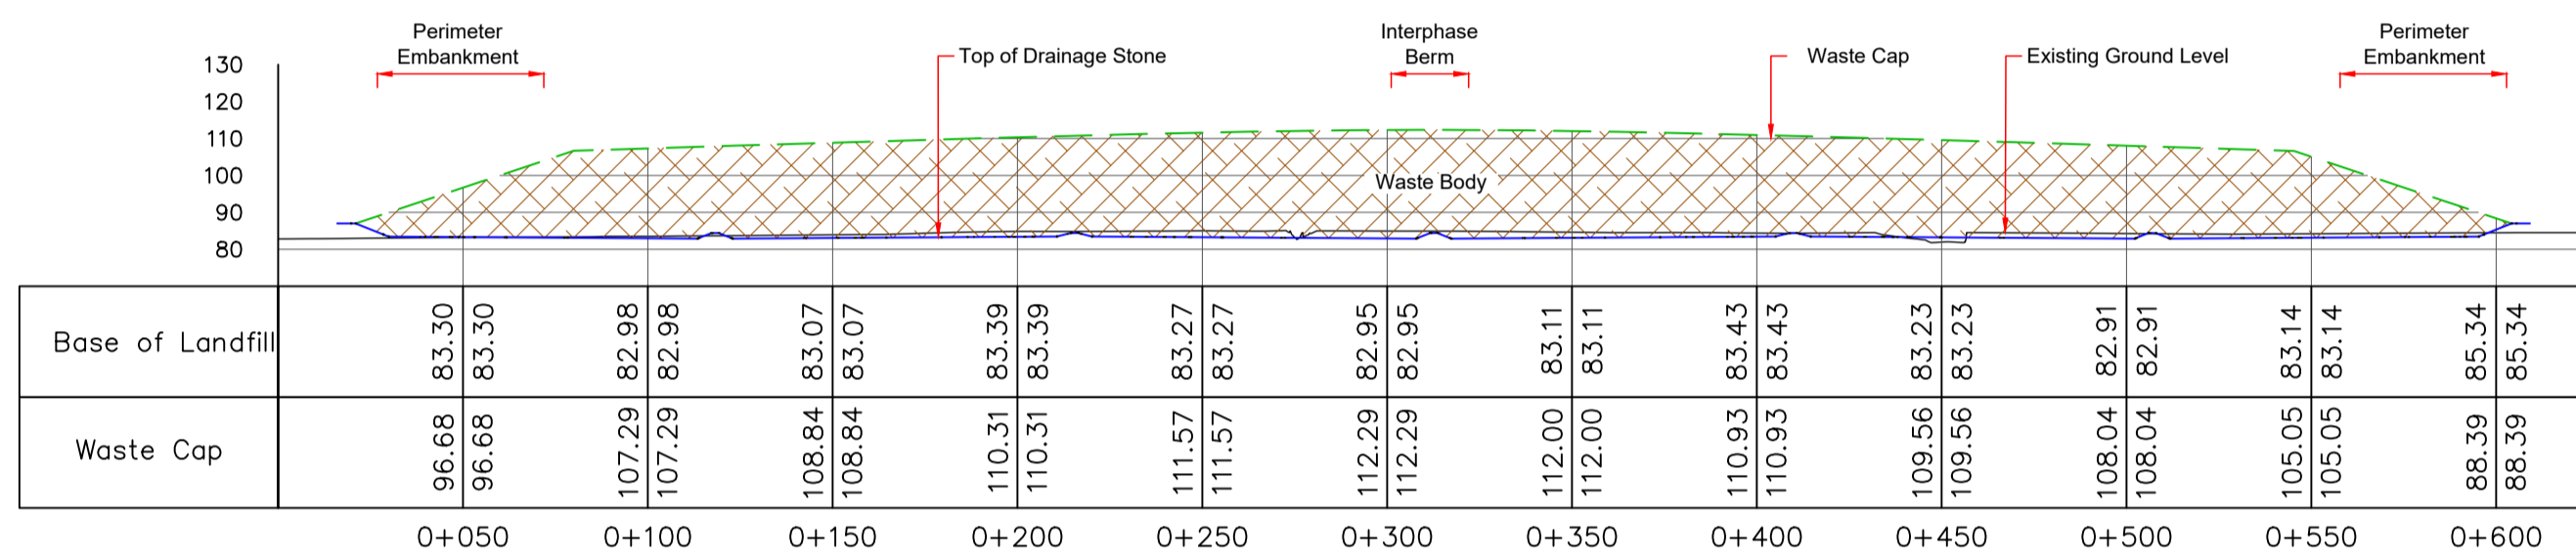 Perimeter
Embankment
Interphase
Berm
Perimeter
Embankment
Top of Drainage Stone
Waste Cap
Existing Ground Level
130
120
110
100
90
80
Waste Body
Base of Landfill
83.30 83.30 82.98 82.98 83.07 83.07 83.39 83.39 83.27 83.27 82.95 82.95 83.11 83.11 83.43 83.43 83.23 83.23 82.91 82.91 83.14 83.14 85.34 85.34
Waste Cap
96.68 96.68 107.29 107.29 108.84 108.84 110.31 110.31 111.57 111.57 112.29 112.29 112.00 112.00 110.93 110.93 109.56 109.56 108.04 108.04 105.05 105.05 88.39 88.39
0+050 0+100 0+150 0+200 0+250 0+300 0+350 0+400 0+450 0+500 0+550 0+600